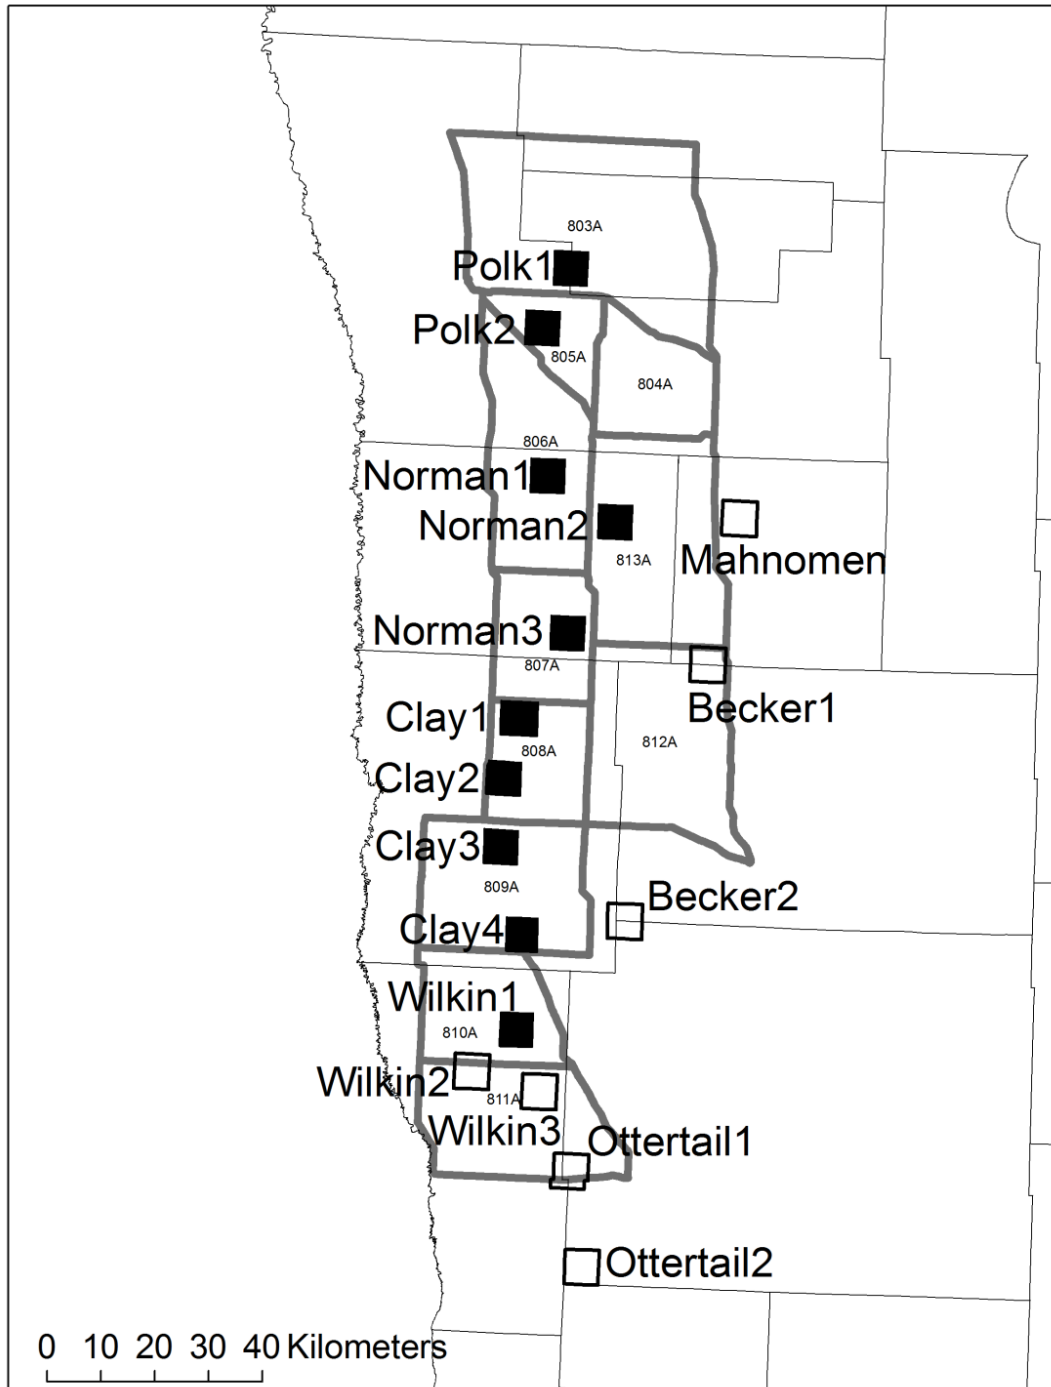 803A
Polk1
Polk2
805A
804A
806A
Norman1
Norman2
Mahnomen
813A
Norman3
807A
Becker1
Clay1
812A
808A
Clay2
Clay3
809A
Becker2
Clay4
Wilkin1
810A
Wilkin2
811A
Wilkin3
Ottertail1
Ottertail2
0 10 20 30 40 Kilometers